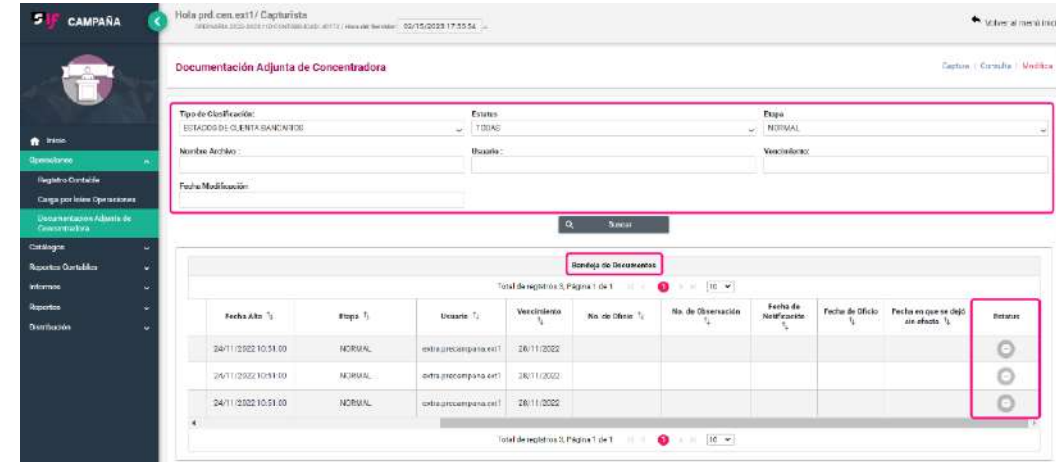 sif CAMPAÑA
Hola prd.cen.ext1/ Capturista
02/15/2023 17:55:54
Volver al menú inicio
Documentación Adjunta de Concentradora
Captura | Consulta | Modifica
Tipo de Clasificación:
Estatus
Etapa
ESTADOS DE CUENTA BANCARIOS
TODAS
NORMAL
Nombre Archivo :
Usuario :
Vencimiento:
Fecha Modificación:
Buscar
Inicio
Operaciones
Registro Contable
Carga por lotes Operaciones
Documentación Adjunta de
Concentradora
Catálogos
Reportes Contables
Informes
Reportes
Distribución
Bandeja de Documentos
Total de registros 3, Página 1 de 1 1 10
Fecha Alta Etapa Usuario Vencimiento No. de Oficio No. de Observación Fecha de Notificación Fecha de Oficio Fecha en que se dejó sin efecto Estatus
24/11/2022 10:51:00 NORMAL extra.precampana.ext1 28/11/2022
24/11/2022 10:51:00 NORMAL extra.precampana.ext1 28/11/2022
24/11/2022 10:51:00 NORMAL extra.precampana.ext1 28/11/2022
Total de registros 3, Página 1 de 1 1 10